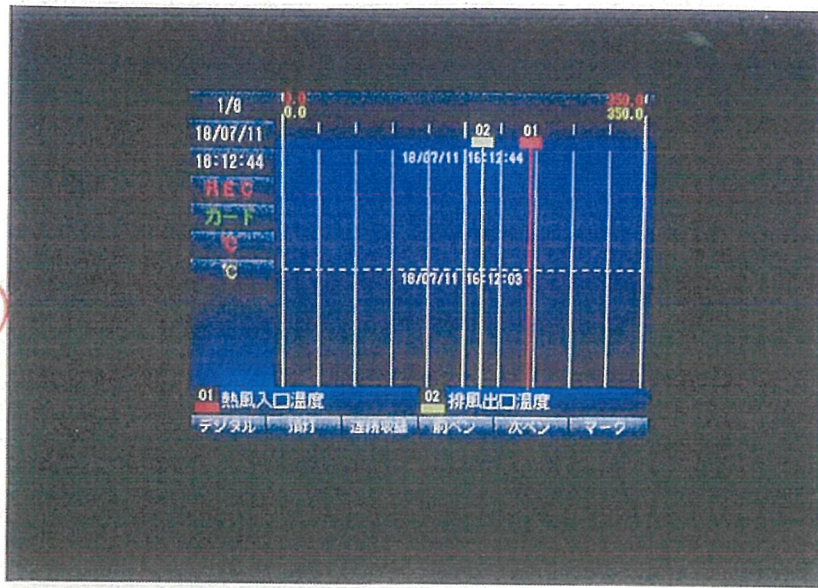 1/8
0.0 350.0
0.0 350.0
18/07/11
02 01
18/07/11 16:12:44
16:12:44
REC
カード
℃
℃
18/07/11 16:12:03
01 熱風入口温度 02 排風出口温度
デジタル 消灯 前ペン 次ペン マーク